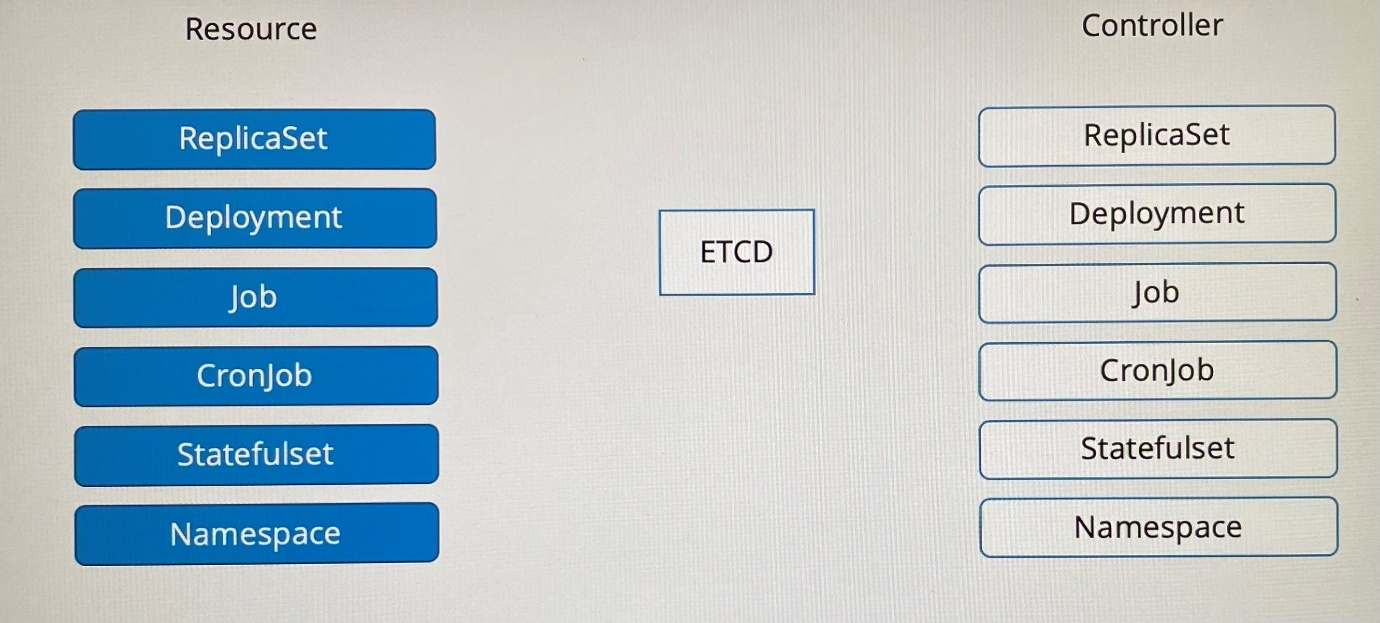 Resource
Controller
ReplicaSet
ReplicaSet
Deployment
Deployment
ETCD
Job
Job
CronJob
CronJob
Statefulset
Statefulset
Namespace
Namespace